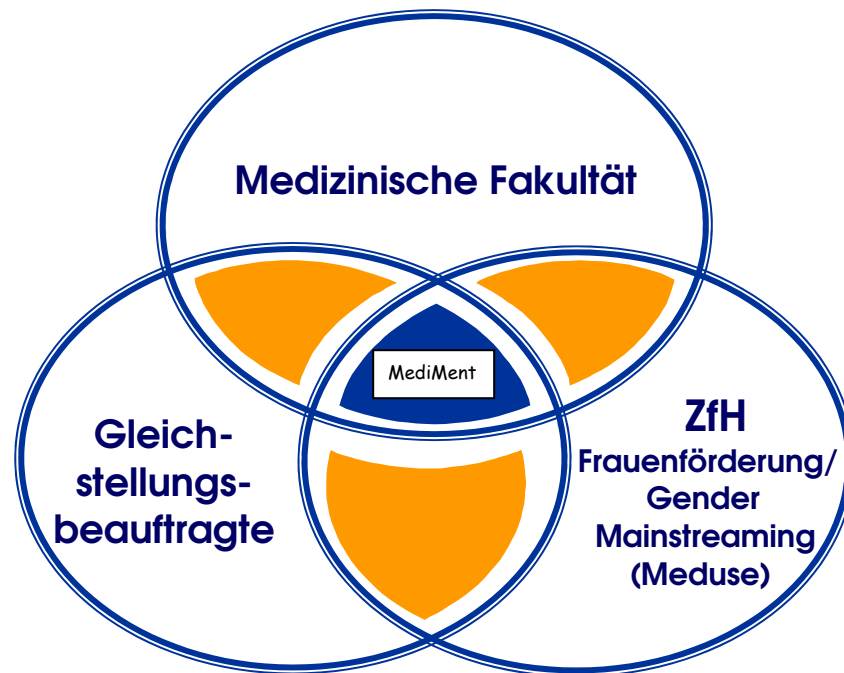 Medizinische Fakultät
MediMent
Gleich-
stellungs-
beauftragte
ZfH
Frauenförderung/
Gender
Mainstreaming
(Meduse)